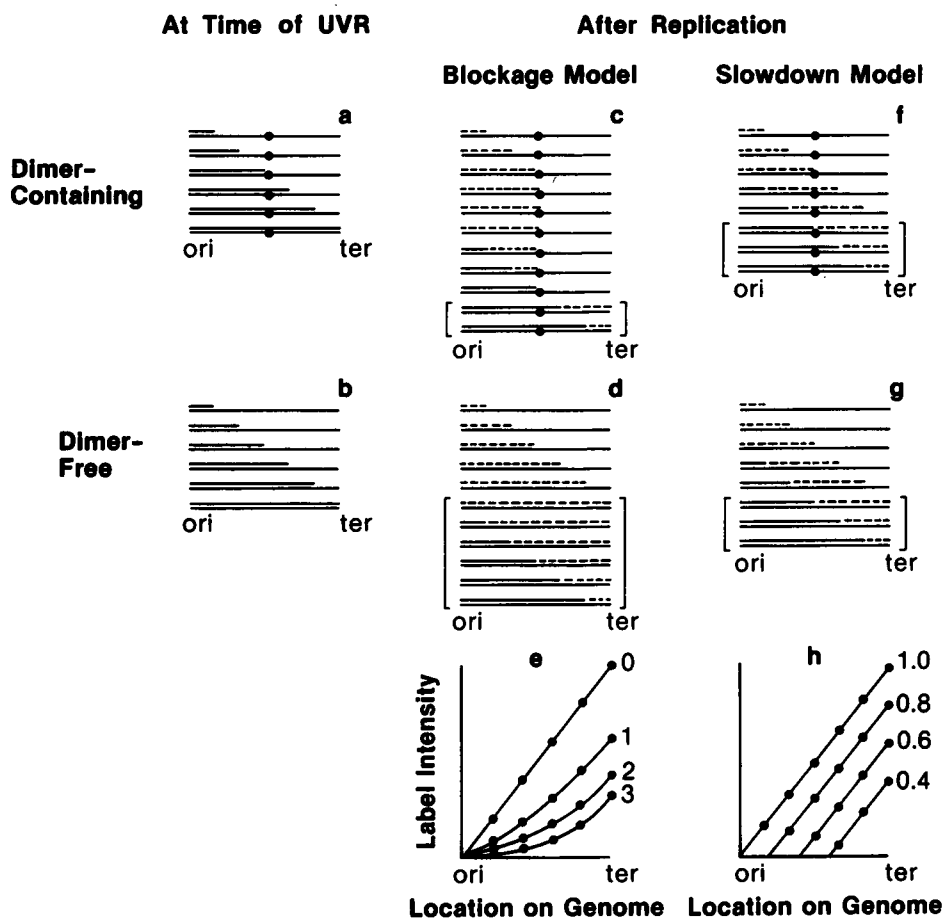 At Time of UVR
After Replication
Blockage Model
Slowdown Model
Dimer-
Containing
a
ori ter
c
ori ter
f
ori ter
Dimer-
Free
b
ori ter
d
ori ter
g
ori ter
Label Intensity
e
0
1
2
3
ori ter
Location on Genome
h
1.0
0.8
0.6
0.4
ori ter
Location on Genome